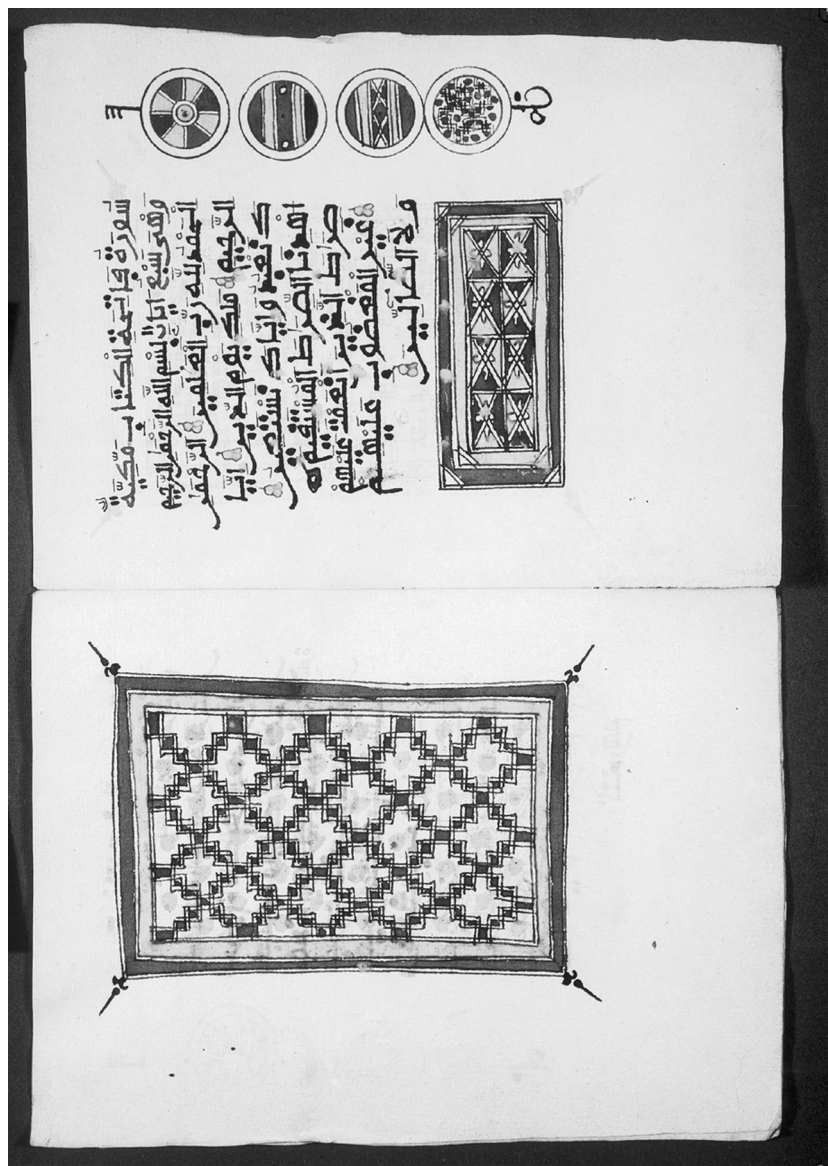 سورة فاتحة الكتاب مكية
وهي سبع ايات بسم الله الرحمن الرحيم
الحمد لله رب العلمين الرحمن
الرحيم ملك يوم الدين ايا
ك نعبد واياك نستعين
اهدنا الصراط المستقيم
صراط الذين انعمت عليهم
غير المغضوب عليهم
ولا الضالين